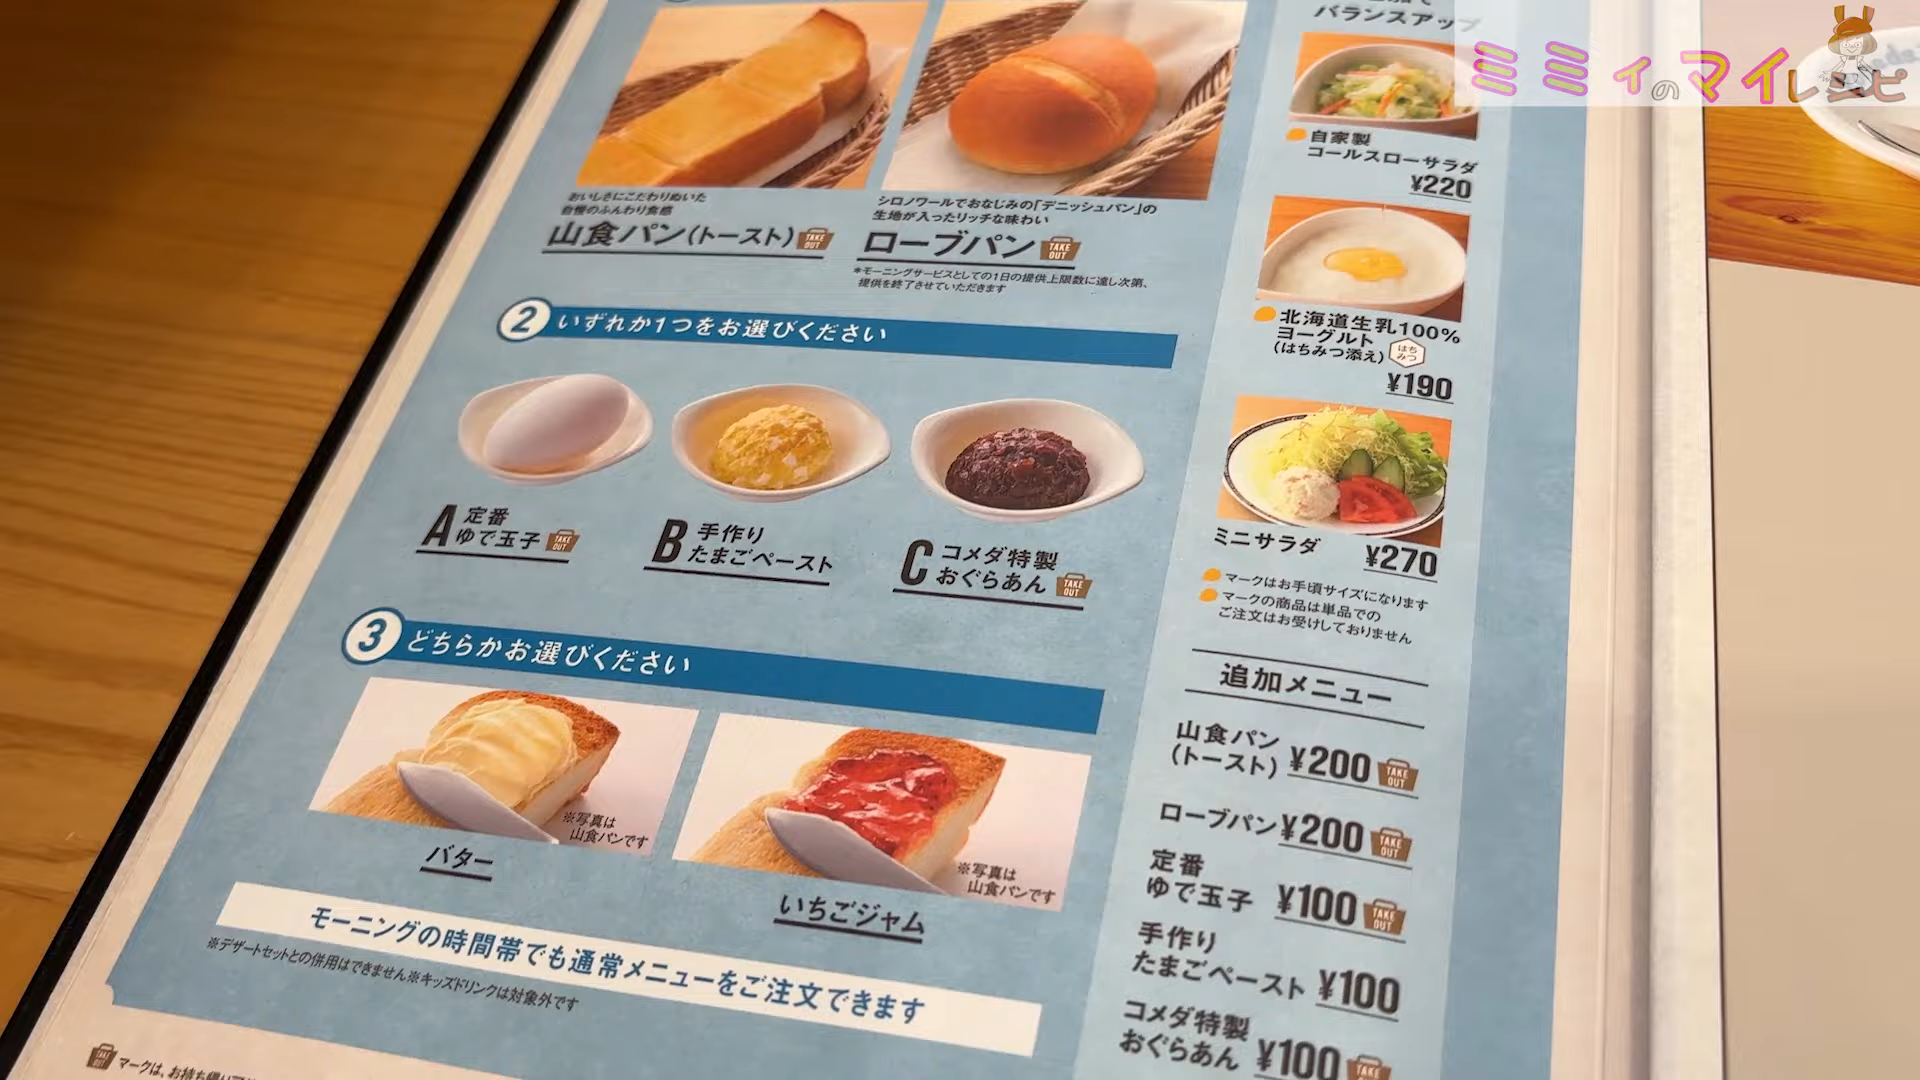 おいしさにこだわりぬいた
自慢のふんわり食感
山食パン(トースト)
TAKE OUT
シロノワールでおなじみの「デニッシュパン」の
生地が入ったリッチな味わい
ローブパン
TAKE OUT
*モーニングサービスとしての1日の提供上限数に達し次第、
提供を終了させていただきます
2 いずれか1つをお選びください
A 定番
ゆで玉子
TAKE OUT
B 手作り
たまごペースト
C コメダ特製
おぐらあん
TAKE OUT
3 どちらかお選びください
※写真は
山食パンです
バター
※写真は
山食パンです
いちごジャム
モーニングの時間帯でも通常メニューをご注文できます
※デザートセットとの併用はできません※キッズドリンクは対象外です
TAKE OUT
マークは、お持ち帰り
バランスアップ
自家製
コールスローサラダ
¥220
北海道生乳100%
ヨーグルト
(はちみつ添え)
はちみつ
¥190
ミニサラダ ¥270
マークはお手頃サイズになります
マークの商品は単品での
ご注文はお受けしておりません
追加メニュー
山食パン
(トースト) ¥200
TAKE OUT
ローブパン ¥200
TAKE OUT
定番
ゆで玉子 ¥100
TAKE OUT
手作り
たまごペースト ¥100
コメダ特製
おぐらあん ¥100
TAKE OUT
ミミィのマイレシピ